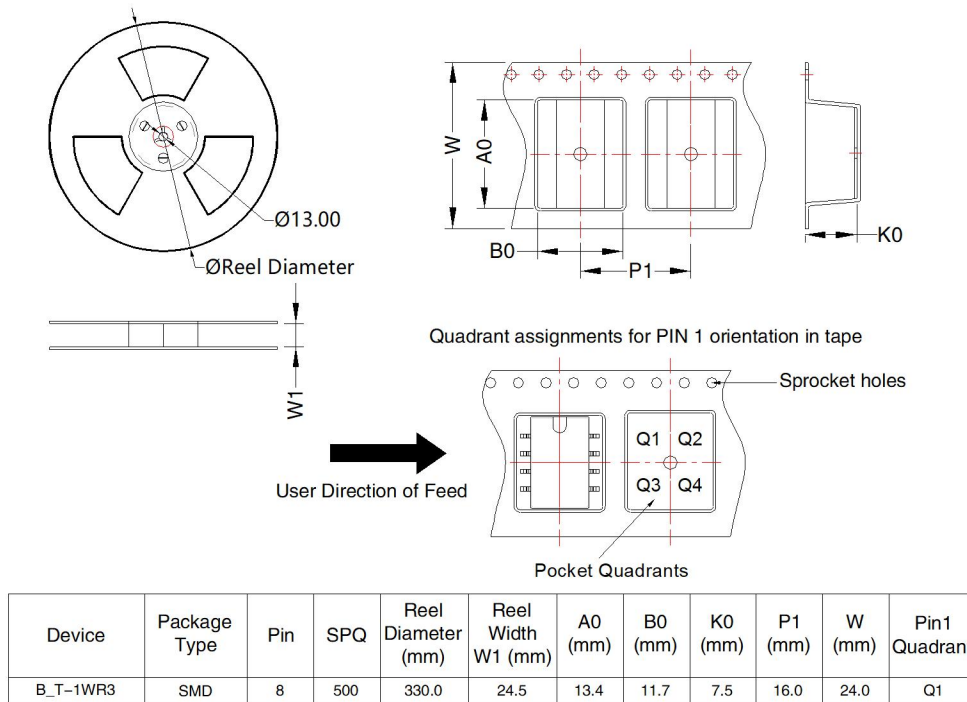 Ø13.00
ØReel Diameter
W1
W
A0
B0
P1
K0
Quadrant assignments for PIN 1 orientation in tape
Sprocket holes
User Direction of Feed
Q1 Q2
Q3 Q4
Pocket Quadrants
Device
Package
Type
Pin
SPQ
Reel
Diameter
(mm)
Reel
Width
W1 (mm)
A0
(mm)
B0
(mm)
K0
(mm)
P1
(mm)
W
(mm)
Pin1
Quadran
B_T–1WR3 SMD 8 500 330.0 24.5 13.4 11.7 7.5 16.0 24.0 Q1